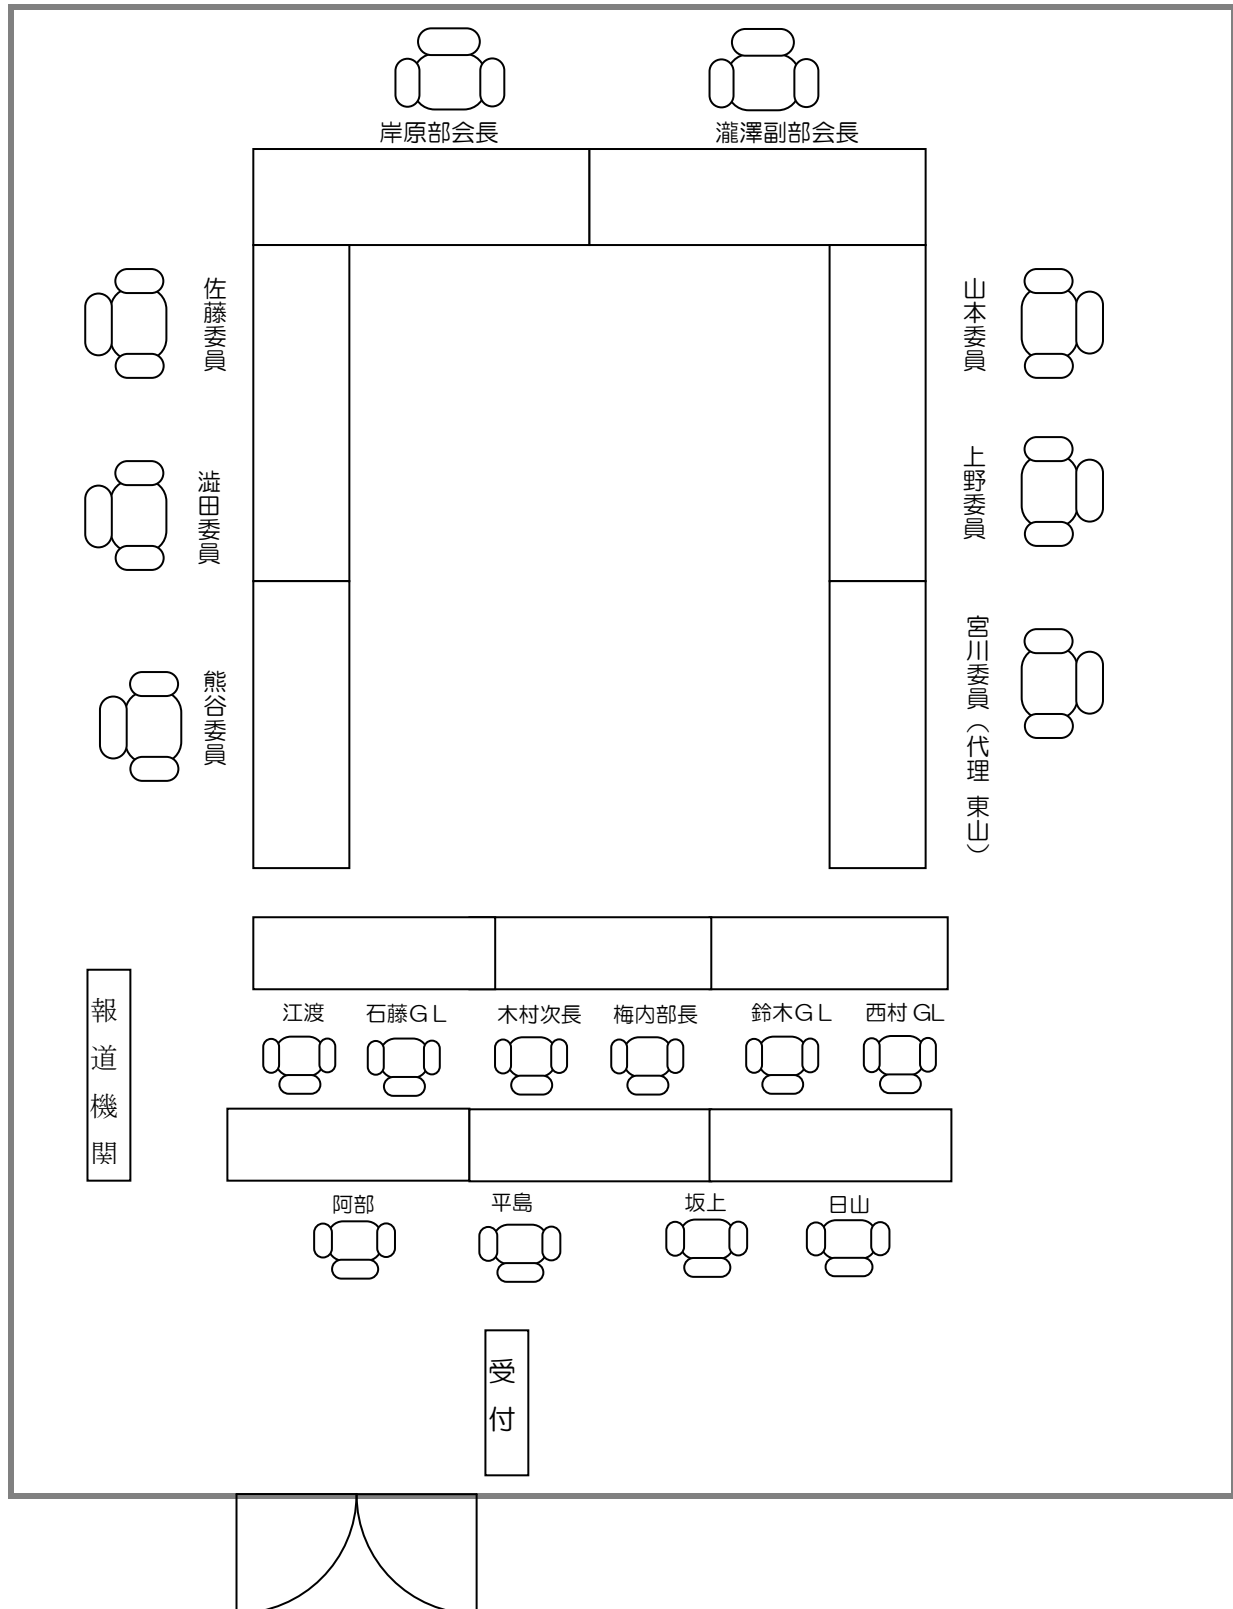 岸原部会長
瀧澤副部会長
佐藤委員
澁田委員
熊谷委員
山本委員
上野委員
宮川委員（代理 東山）
報道機関
江渡
石藤GL
木村次長
梅内部長
鈴木GL
西村 GL
阿部
平島
坂上
日山
受付